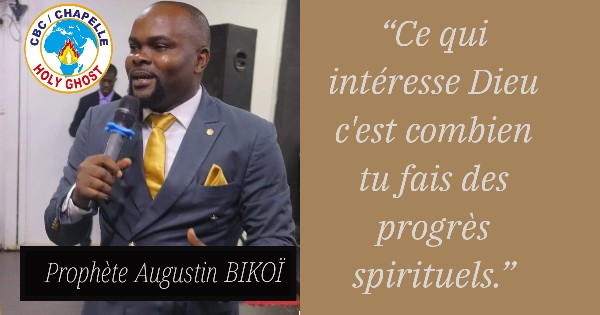 CBC / CHAPELLE
HOLY GHOST
Prophète Augustin BIKOÏ
“Ce qui
intéresse Dieu
c'est combien
tu fais des
progrès
spirituels.”